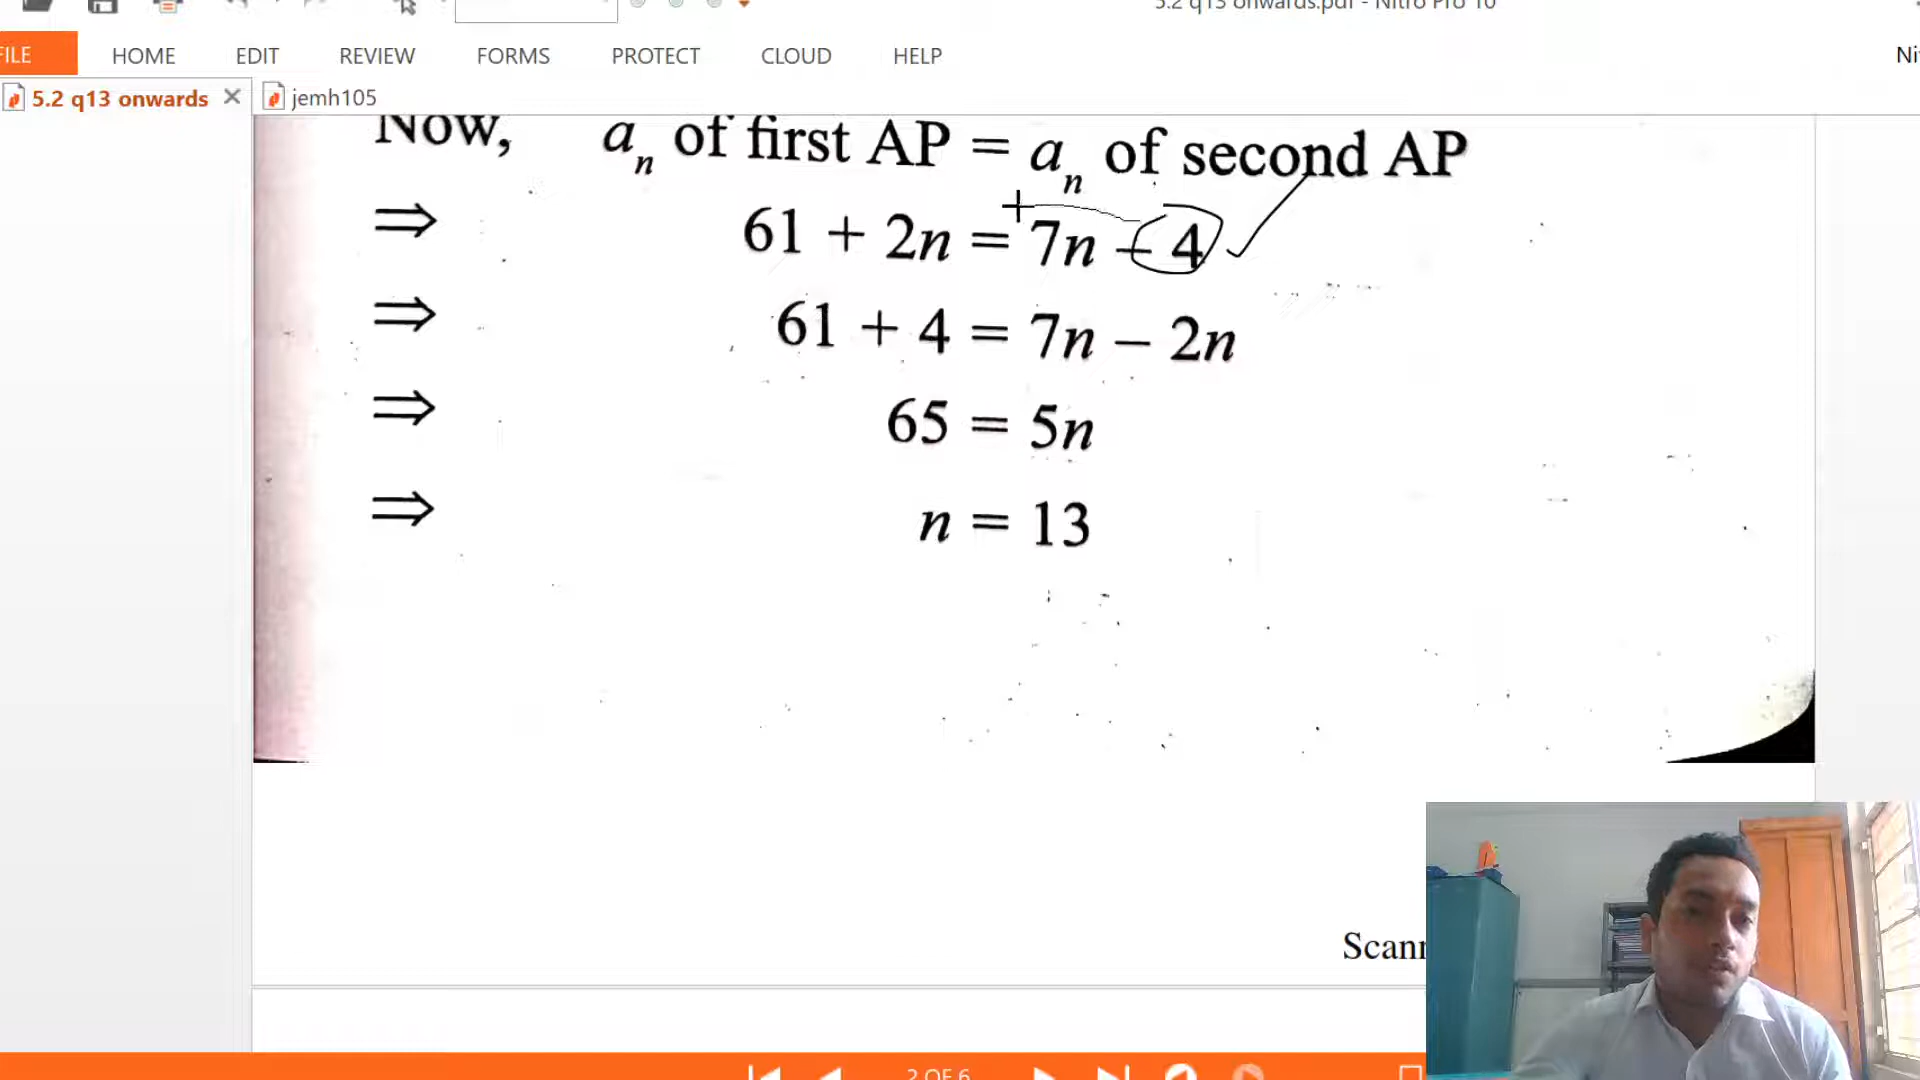 5.2 q13 onwards.pdf - Nitro Pro 10
FILE HOME EDIT REVIEW FORMS PROTECT CLOUD HELP
5.2 q13 onwards jemh105
Now, aₙ of first AP = aₙ of second AP
⇒ 61 + 2n = 7n – 4
⇒ 61 + 4 = 7n – 2n
⇒ 65 = 5n
⇒ n = 13
2 OF 6